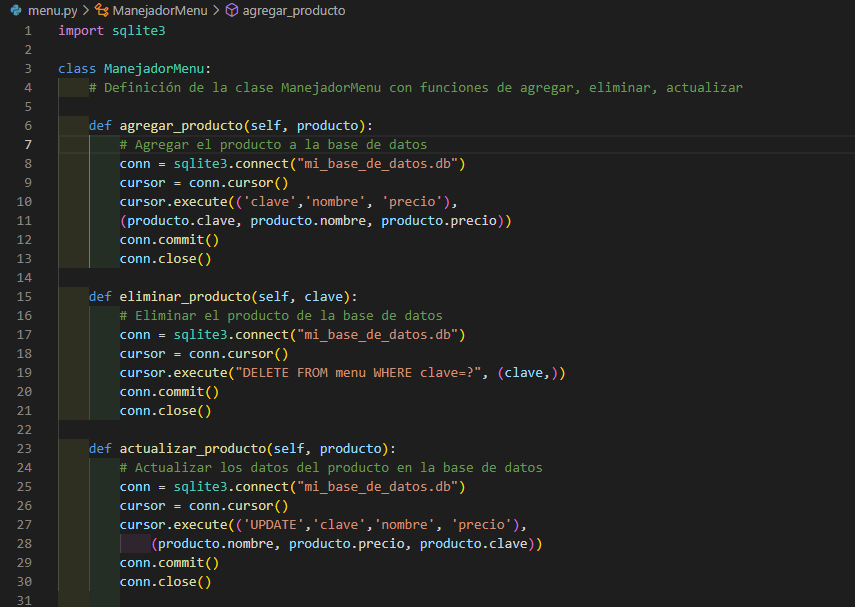 menu.py > ManejadorMenu > agregar_producto
1 import sqlite3
2
3 class ManejadorMenu:
4     # Definición de la clase ManejadorMenu con funciones de agregar, eliminar, actualizar
5
6     def agregar_producto(self, producto):
7         # Agregar el producto a la base de datos
8         conn = sqlite3.connect("mi_base_de_datos.db")
9         cursor = conn.cursor()
10         cursor.execute(('clave','nombre', 'precio'),
11         (producto.clave, producto.nombre, producto.precio))
12         conn.commit()
13         conn.close()
14
15     def eliminar_producto(self, clave):
16         # Eliminar el producto de la base de datos
17         conn = sqlite3.connect("mi_base_de_datos.db")
18         cursor = conn.cursor()
19         cursor.execute("DELETE FROM menu WHERE clave=?", (clave,))
20         conn.commit()
21         conn.close()
22
23     def actualizar_producto(self, producto):
24         # Actualizar los datos del producto en la base de datos
25         conn = sqlite3.connect("mi_base_de_datos.db")
26         cursor = conn.cursor()
27         cursor.execute(('UPDATE','clave','nombre', 'precio'),
28             (producto.nombre, producto.precio, producto.clave))
29         conn.commit()
30         conn.close()
31